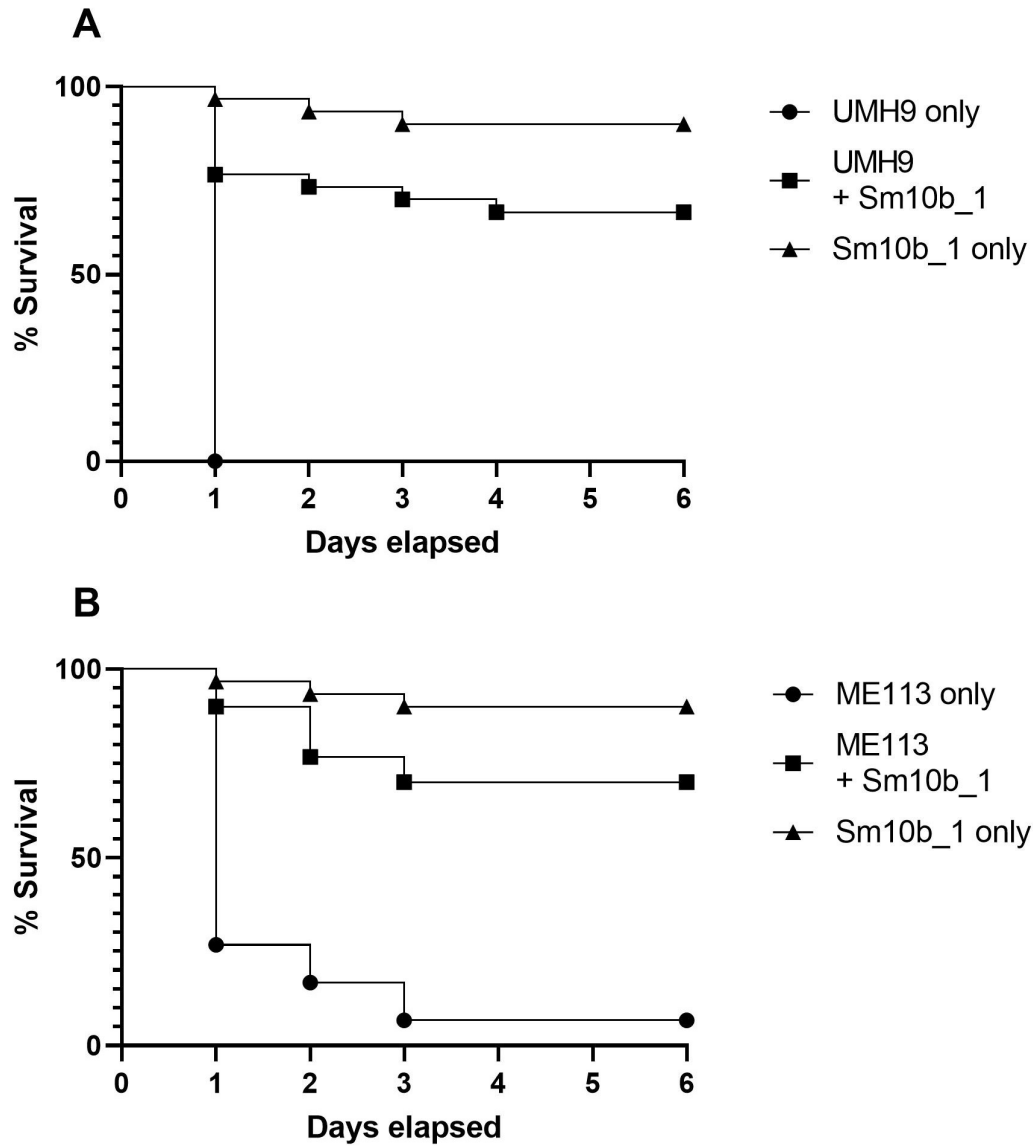 A
% Survival
100
50
0
0 1 2 3 4 5 6
Days elapsed
UMH9 only
UMH9
+ Sm10b_1
Sm10b_1 only
B
% Survival
100
50
0
0 1 2 3 4 5 6
Days elapsed
ME113 only
ME113
+ Sm10b_1
Sm10b_1 only